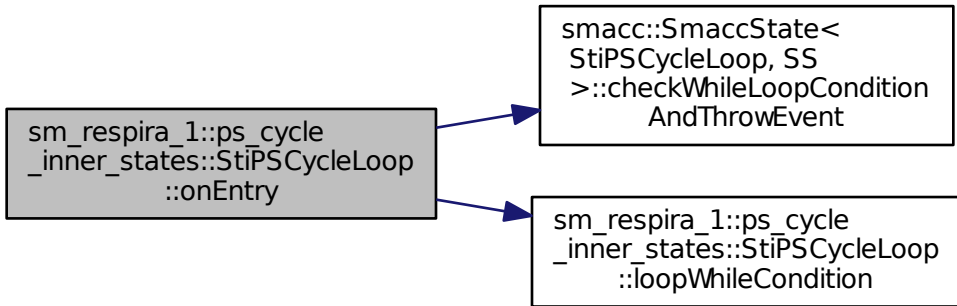 sm_respira_1::ps_cycle
_inner_states::StiPSCycleLoop
::onEntry
smacc::SmaccState<
StiPSCycleLoop, SS
>::checkWhileLoopCondition
AndThrowEvent
sm_respira_1::ps_cycle
_inner_states::StiPSCycleLoop
::loopWhileCondition